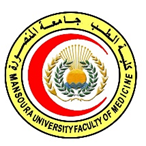 كلية الطب جامعة المنصورة
MANSOURA UNIVERSITY FACULTY OF MEDICINE